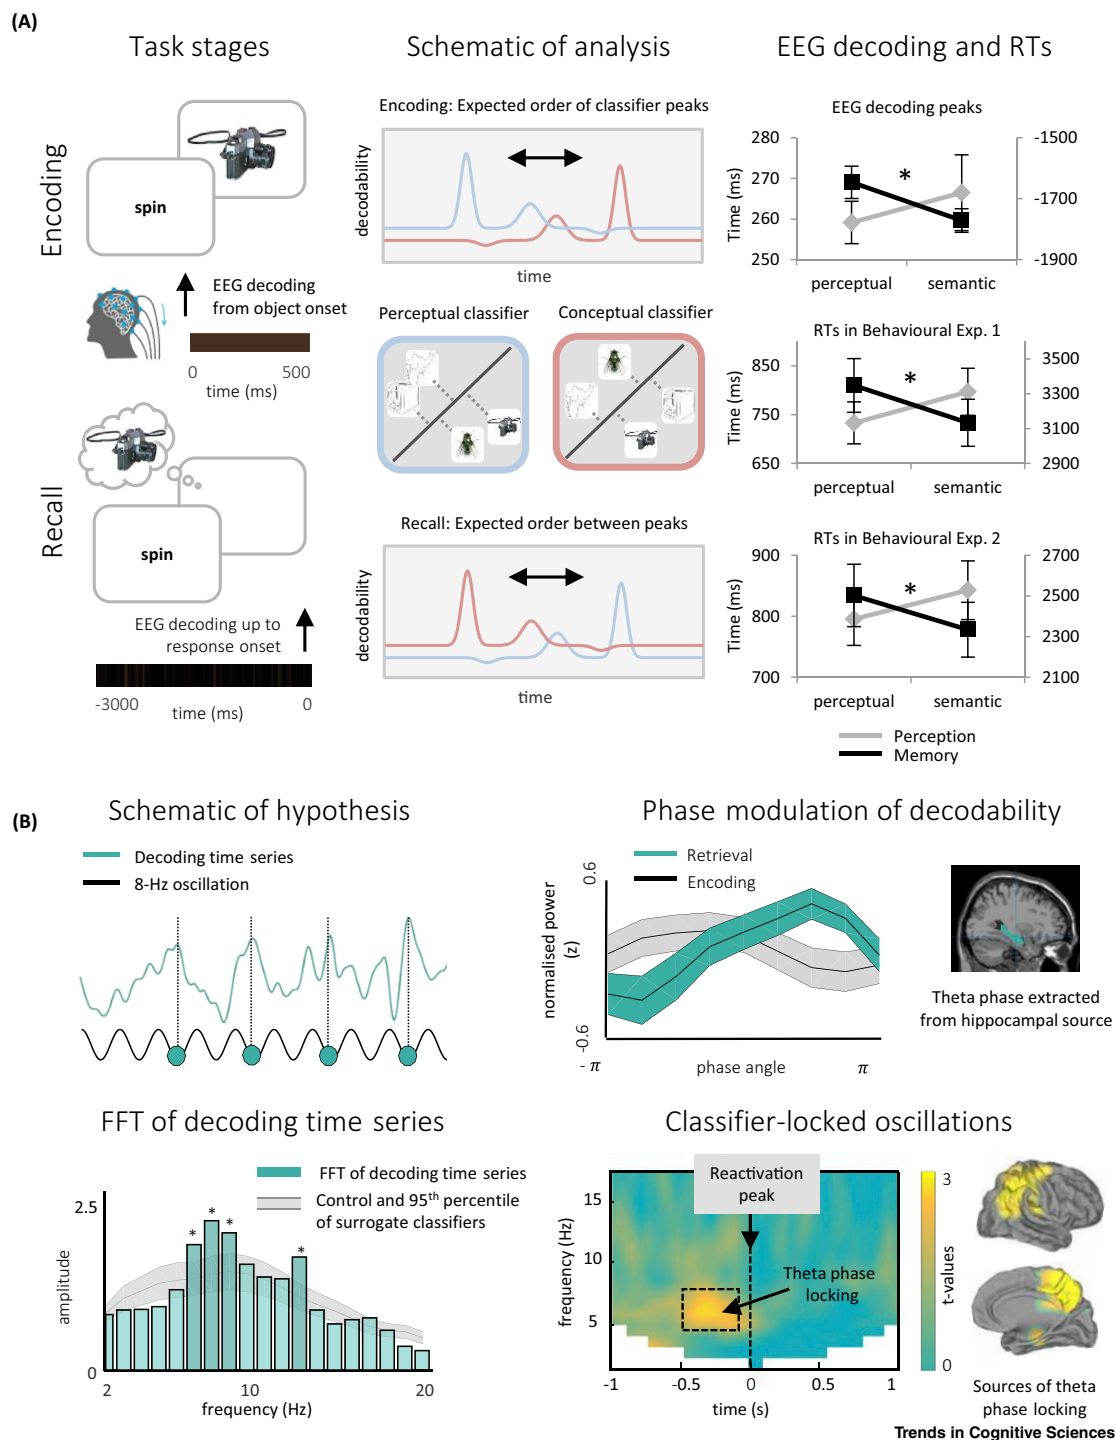 (A)
Task stages
Schematic of analysis
EEG decoding and RTs
Encoding
spin
EEG decoding
from object onset
0
500
time (ms)
Recall
spin
EEG decoding up to
response onset
-3000
0
time (ms)
Encoding: Expected order of classifier peaks
decodability
time
Perceptual classifier
Conceptual classifier
Recall: Expected order between peaks
decodability
time
EEG decoding peaks
Time (ms)
280
270
260
250
-1500
-1700
-1900
perceptual
semantic
*
RTs in Behavioural Exp. 1
Time (ms)
850
750
650
3500
3300
3100
2900
perceptual
semantic
*
RTs in Behavioural Exp. 2
Time (ms)
900
800
700
2700
2500
2300
2100
perceptual
semantic
*
Perception
Memory
(B)
Schematic of hypothesis
Decoding time series
8-Hz oscillation
Phase modulation of decodability
Retrieval
Encoding
normalised power
(z)
0.6
-0.6
- π
phase angle
π
Theta phase extracted
from hippocampal source
FFT of decoding time series
FFT of decoding time series
Control and 95th percentile
of surrogate classifiers
amplitude
2.5
0
* * * *
2
10
20
frequency (Hz)
Classifier-locked oscillations
Reactivation
peak
Theta phase
locking
frequency (Hz)
15
10
5
-1
-0.5
0
0.5
1
time (s)
3
t-values
0
Sources of theta
phase locking
Trends in Cognitive Sciences